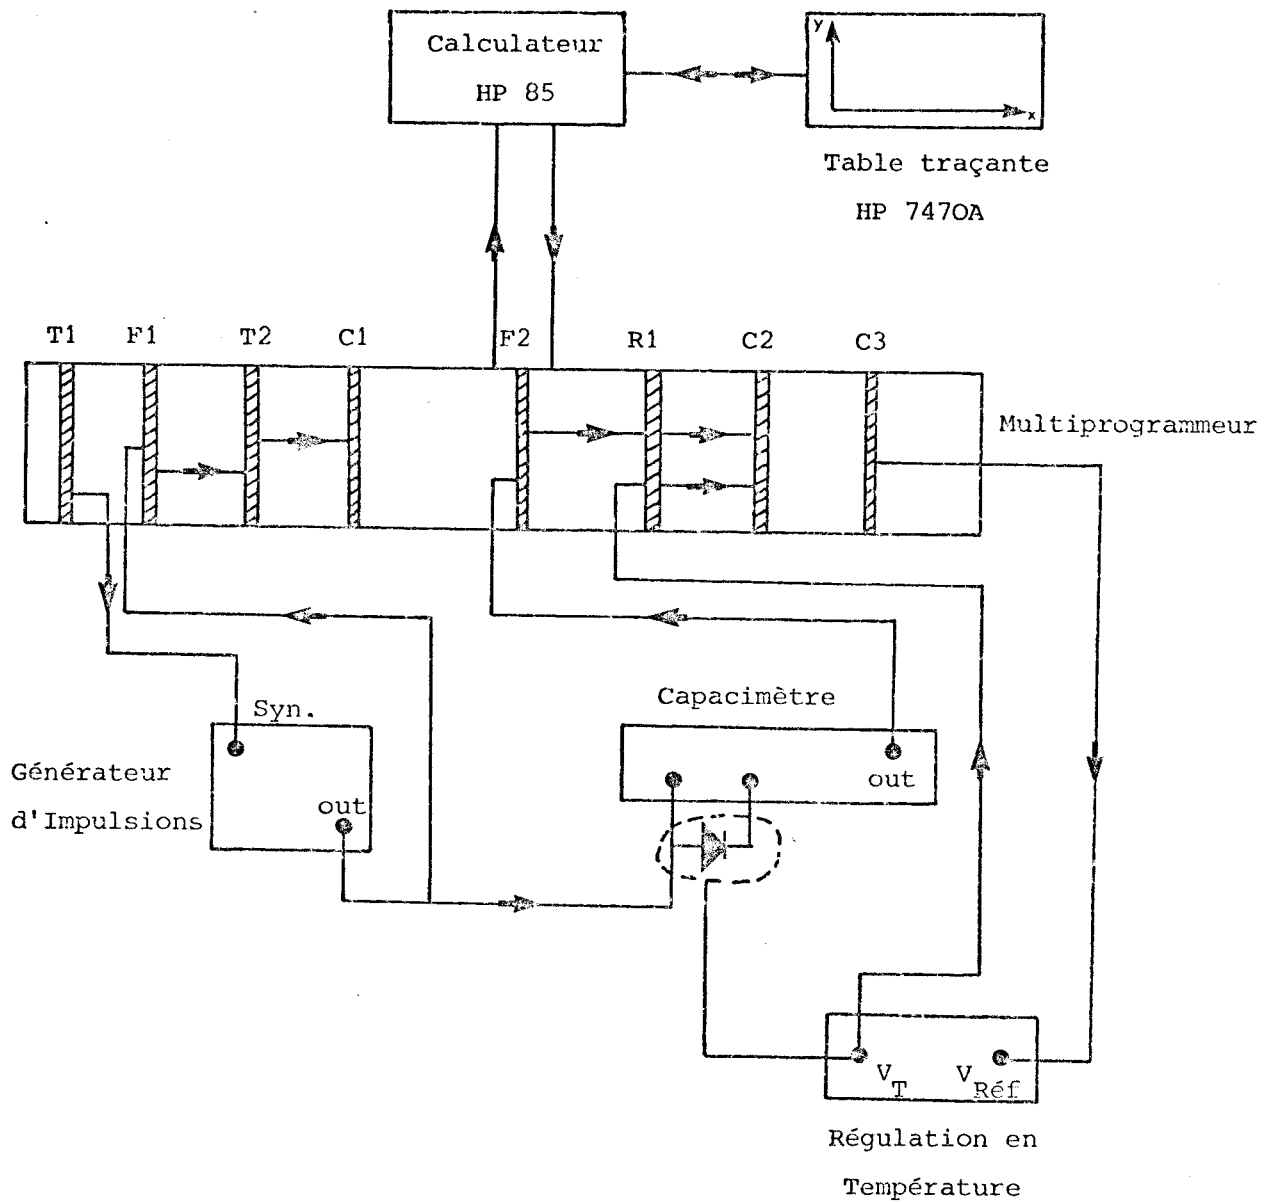 Calculateur
HP 85
y
x
Table traçante
HP 7470A
T1 F1 T2 C1 F2 R1 C2 C3
Multiprogrammeur
Syn.
Générateur
d'Impulsions
out
Capacimètre
out
V_T V_Réf
Régulation en
Température